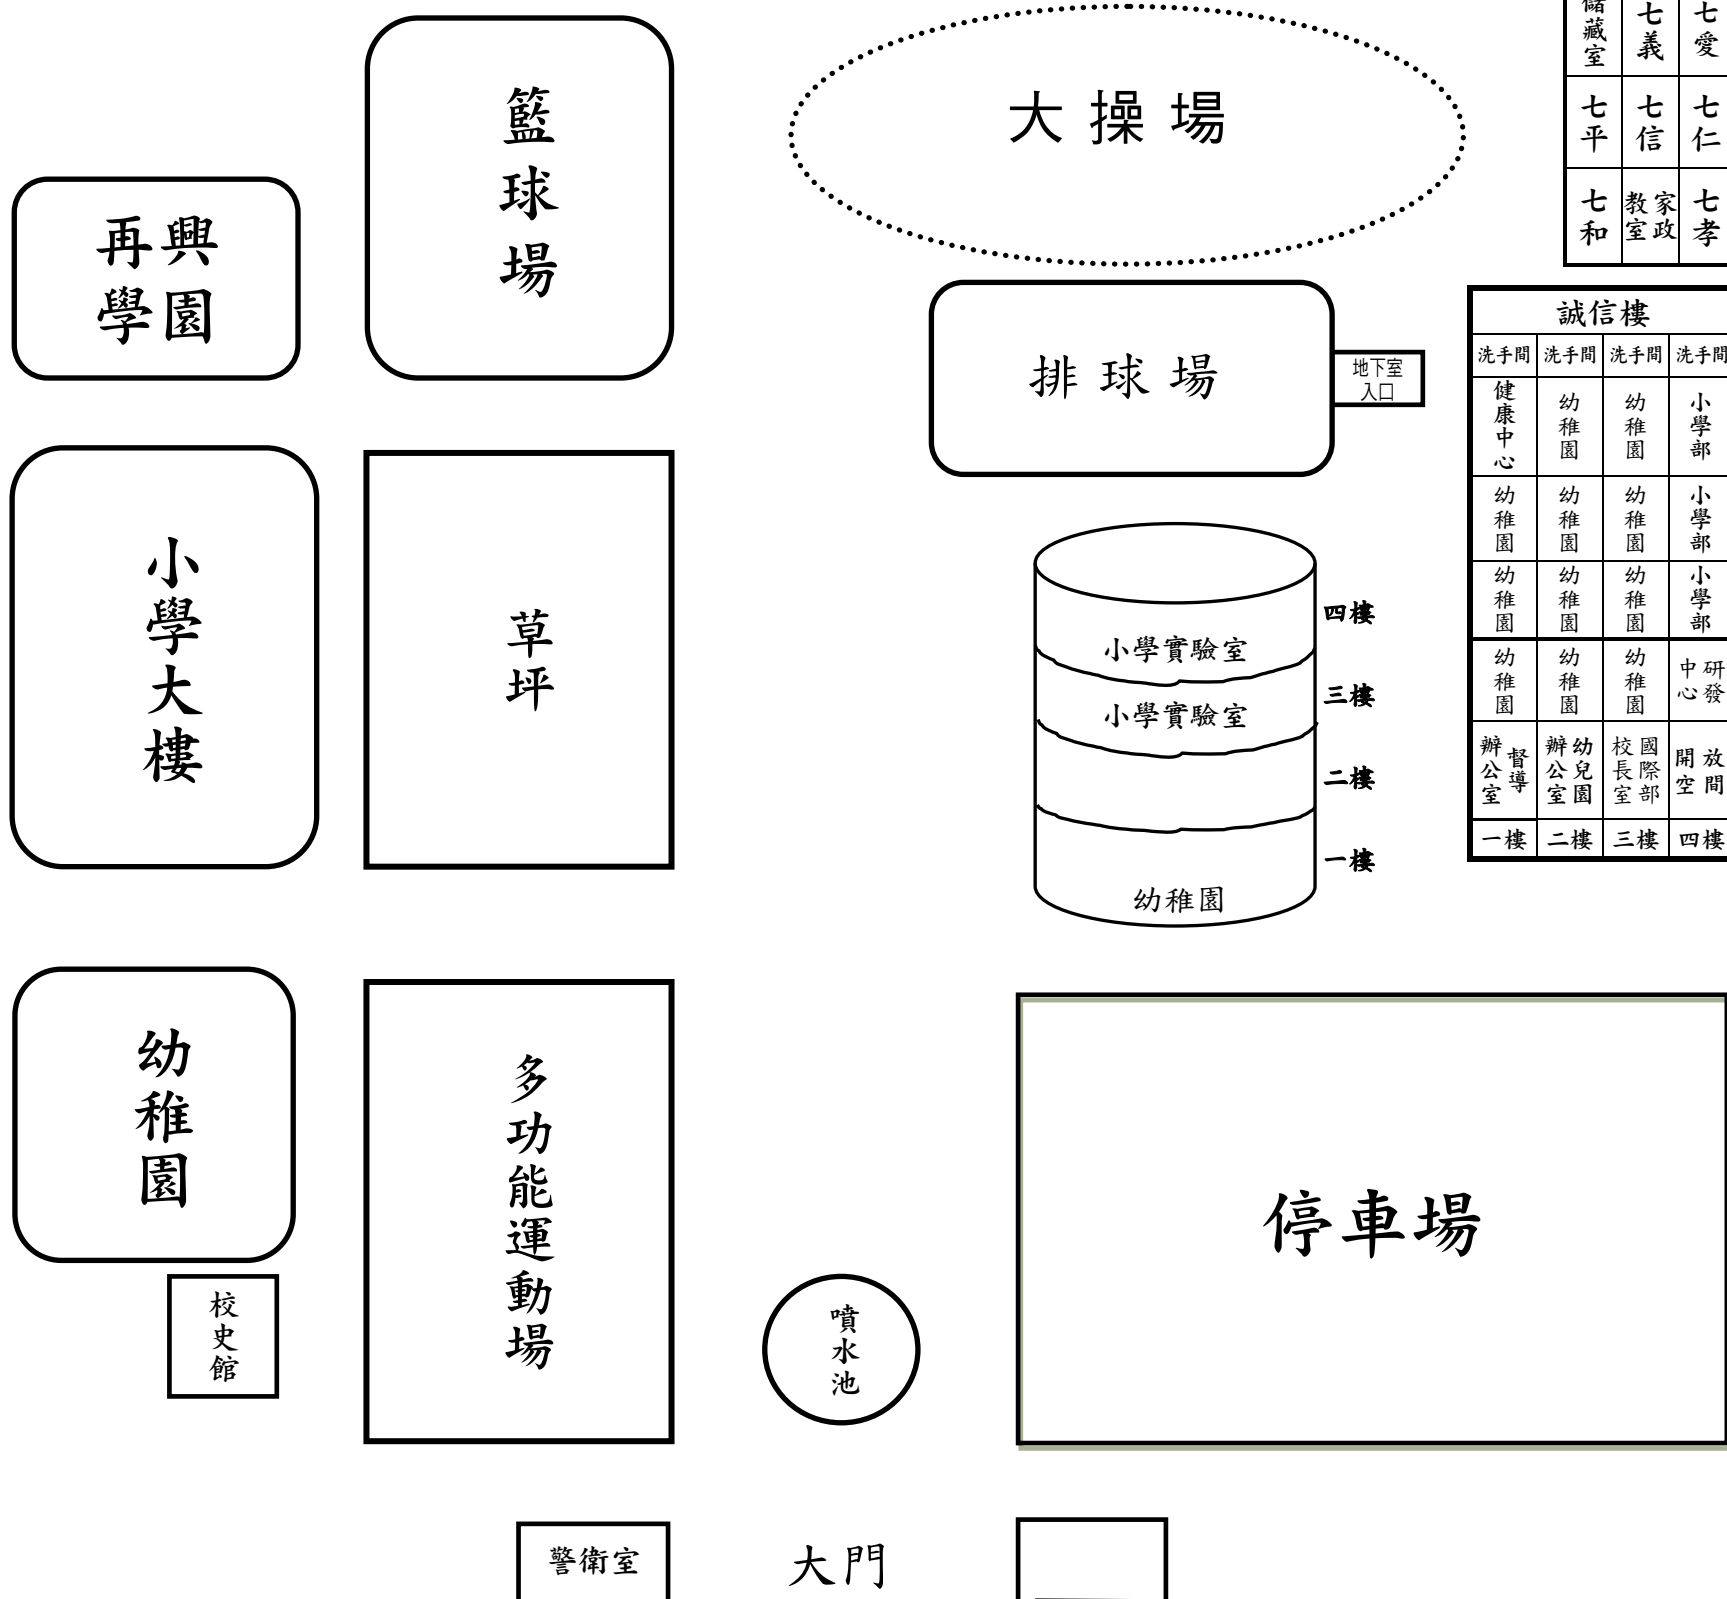 籃球場
大操場
儲藏室
七義
七愛
七平
七信
七仁
七和
家政教室
七孝
再興
學園
排球場
地下室
入口
誠信樓
洗手間 洗手間 洗手間 洗手間
健康中心 幼稚園 幼稚園 小學部
幼稚園 幼稚園 幼稚園 小學部
幼稚園 幼稚園 幼稚園 小學部
幼稚園 幼稚園 幼稚園 研發中心
督導辦公室 幼兒園辦公室 國際部校長室 開放空間
一樓 二樓 三樓 四樓
小學大樓
草坪
四樓
小學實驗室
三樓
小學實驗室
二樓
一樓
幼稚園
幼稚園
多功能運動場
停車場
校史館
噴水池
警衛室
大門